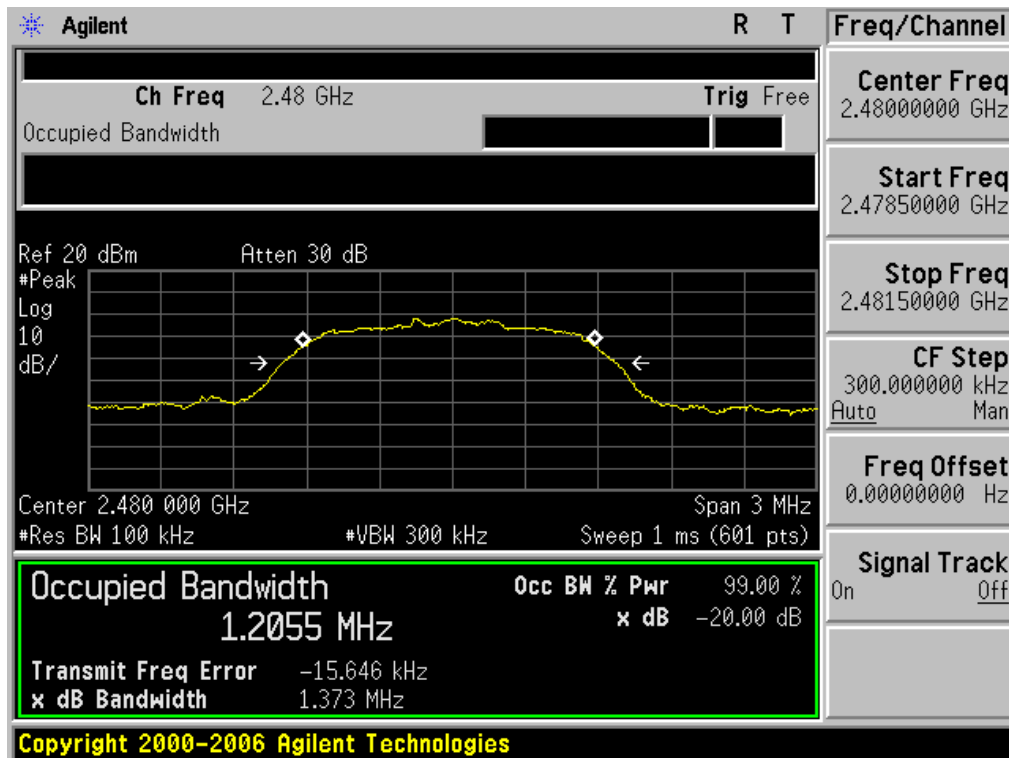 Agilent R T
Freq/Channel
Ch Freq 2.48 GHz Trig Free
Occupied Bandwidth
Center Freq
2.48000000 GHz
Start Freq
2.47850000 GHz
Stop Freq
2.48150000 GHz
CF Step
300.000000 kHz
Auto Man
Freq Offset
0.00000000 Hz
Signal Track
On Off
Ref 20 dBm Atten 30 dB
#Peak
Log
10
dB/
Center 2.480 000 GHz Span 3 MHz
#Res BW 100 kHz #VBW 300 kHz Sweep 1 ms (601 pts)
Occupied Bandwidth
1.2055 MHz
Occ BW % Pwr 99.00 %
x dB -20.00 dB
Transmit Freq Error -15.646 kHz
x dB Bandwidth 1.373 MHz
Copyright 2000-2006 Agilent Technologies